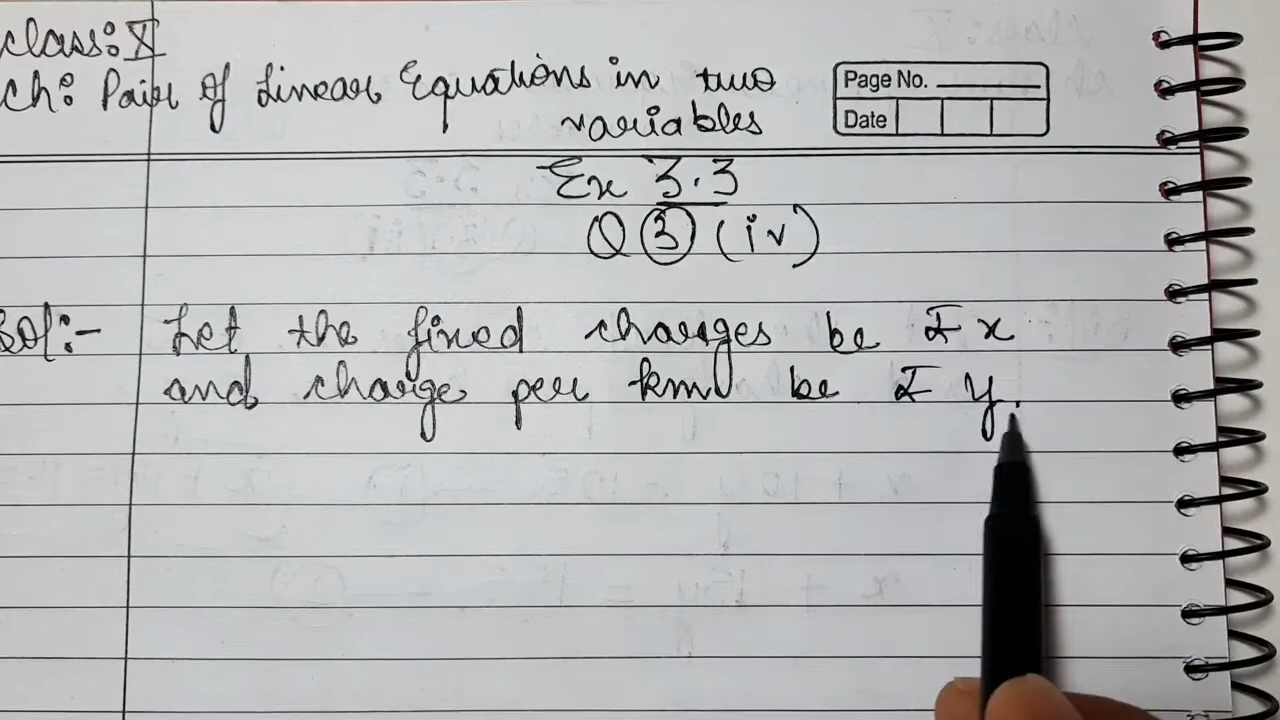 Class: X
Ch: Pair of Linear Equations in two
variables
Page No.
Date
Ex 3.3
Q 3 (iv)
Sol:- Let the fixed charges be ₹ x
and charge per km be ₹ y.